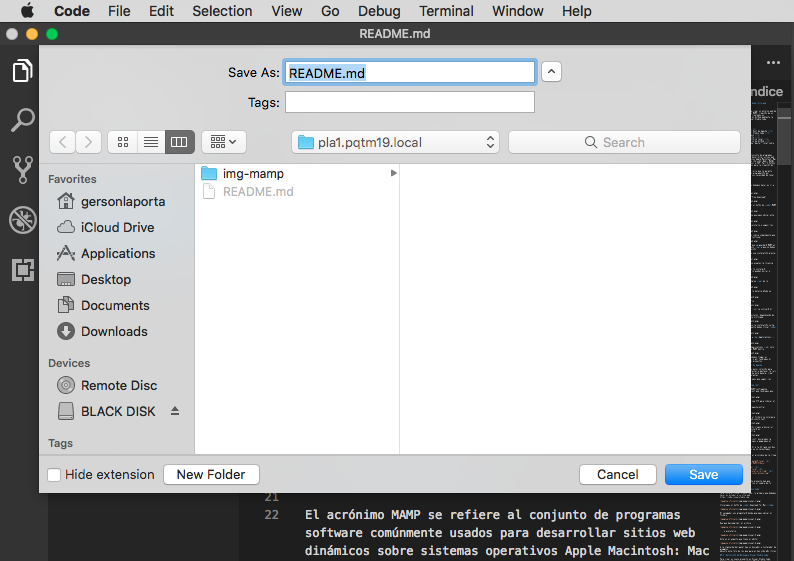 Code File Edit Selection View Go Debug Terminal Window Help
README.md
Save As: README.md
Tags:
pla1.pqtm19.local
Search
ndice
Favorites
gersonlaporta
iCloud Drive
Applications
Desktop
Documents
Downloads
Devices
Remote Disc
BLACK DISK
Tags
img-mamp
README.md
Hide extension
New Folder
Cancel
Save
21
22 El acrónimo MAMP se refiere al conjunto de programas
software comúnmente usados para desarrollar sitios web
dinámicos sobre sistemas operativos Apple Macintosh: Mac